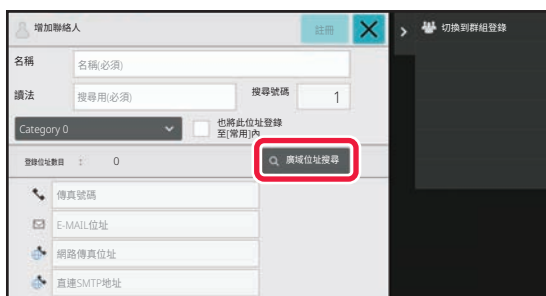 增加聯絡人
註冊
切換到群組登錄
名稱
名稱(必須)
讀法
搜尋用(必須)
搜尋號碼
1
Category 0
也將此位址登錄
至[常用]內
登錄位址數目 : 0
廣域位址搜尋
傳真號碼
E-MAIL位址
網路傳真位址
直連SMTP地址